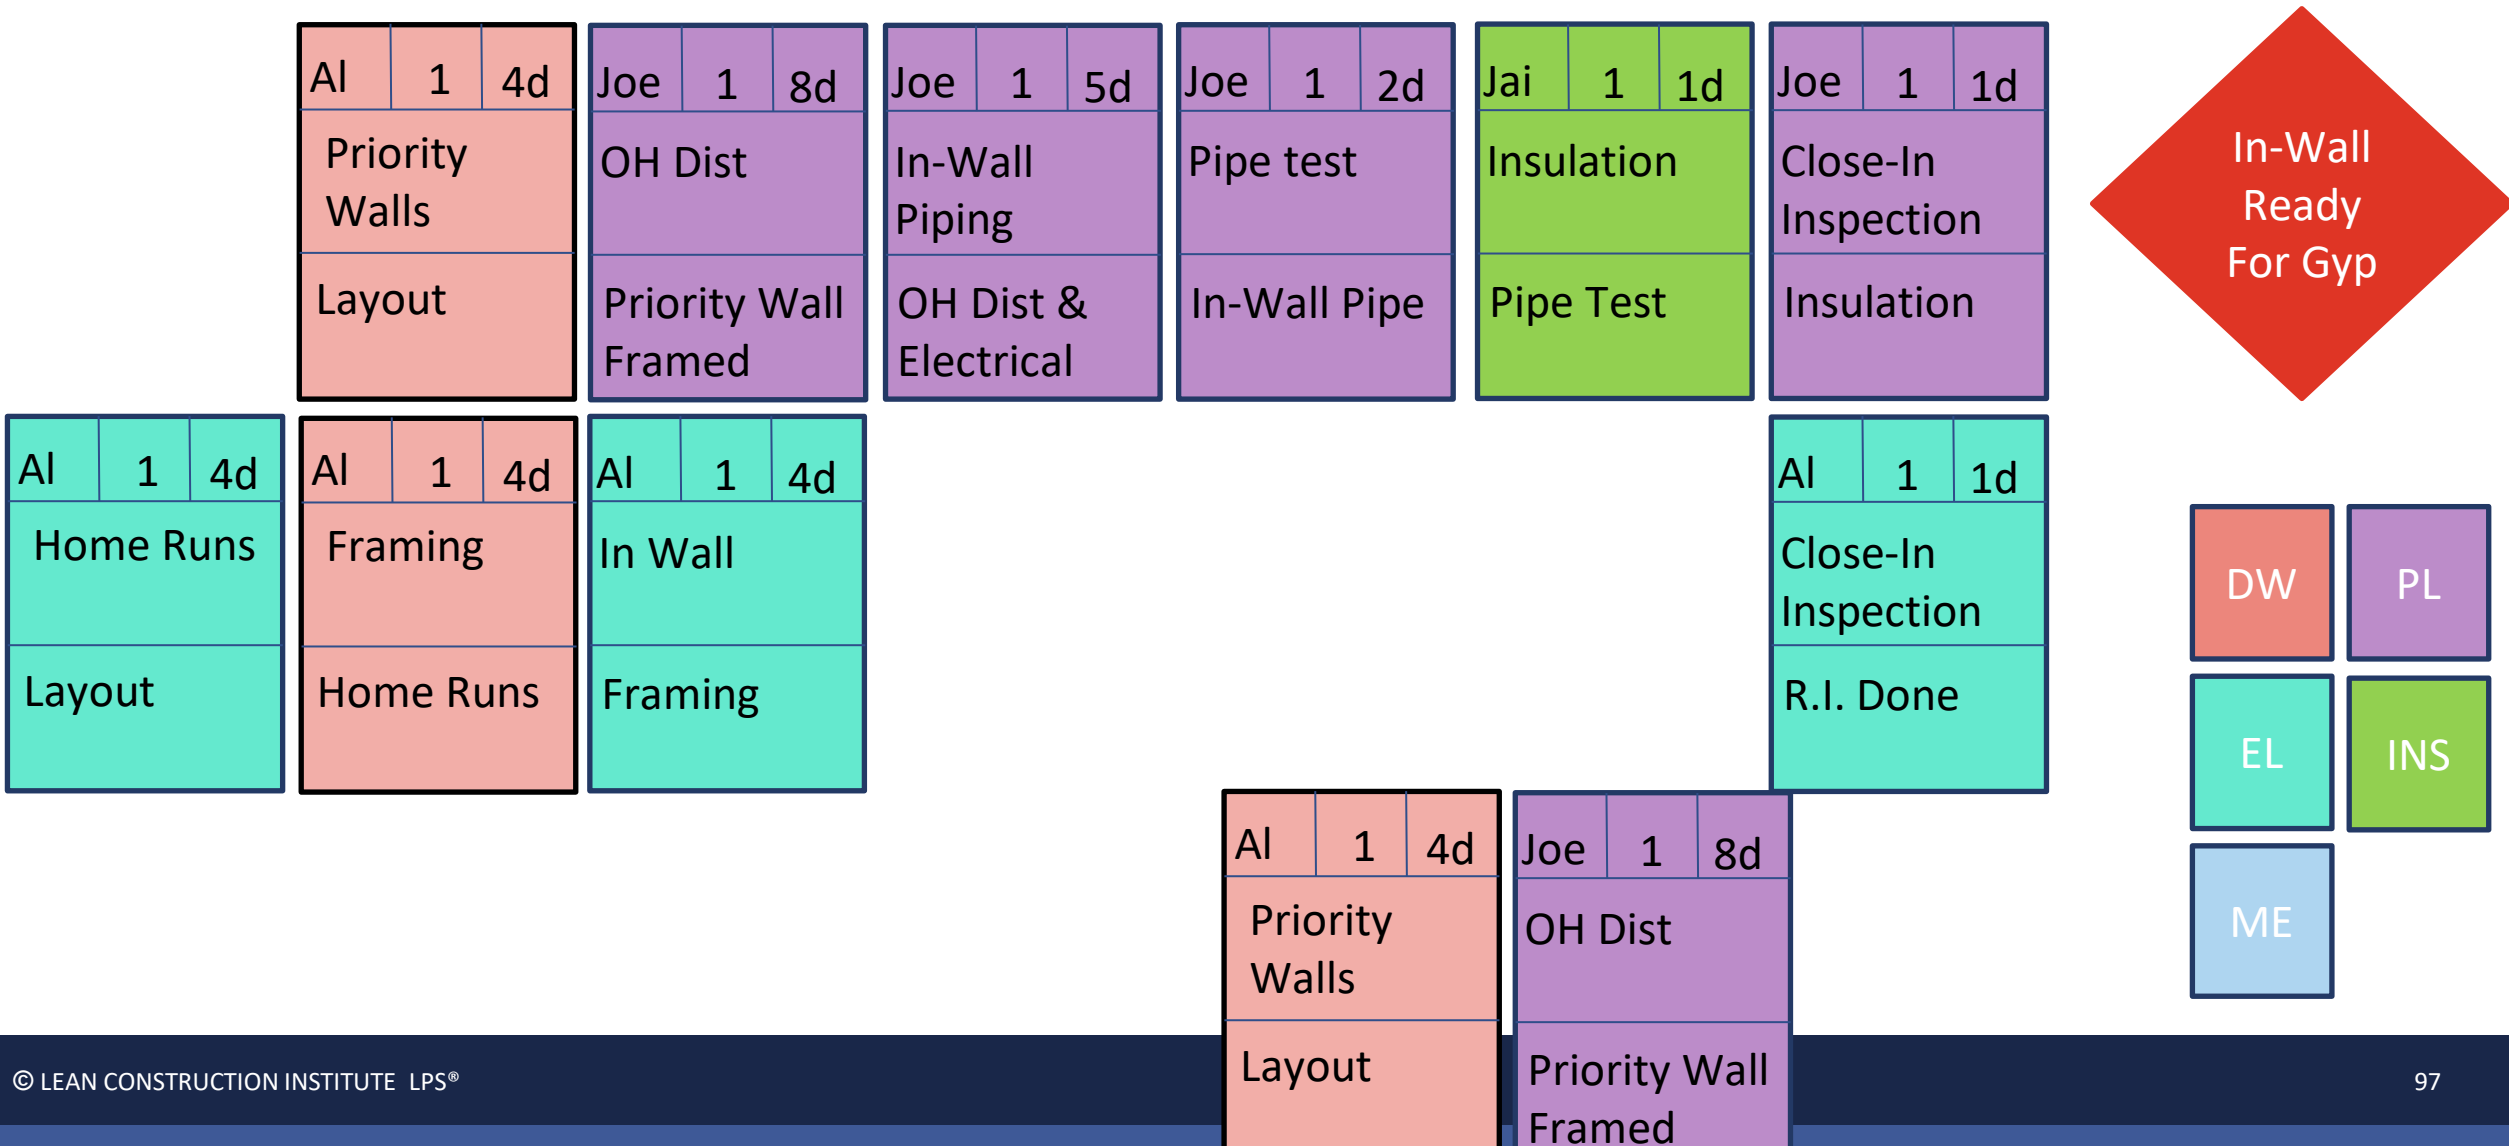 Al 1 4d
Priority
Walls
Layout
Joe 1 8d
OH Dist
Priority Wall
Framed
Joe 1 5d
In-Wall
Piping
OH Dist &
Electrical
Joe 1 2d
Pipe test
In-Wall Pipe
Jai 1 1d
Insulation
Pipe Test
Joe 1 1d
Close-In
Inspection
Insulation
In-Wall
Ready
For Gyp
Al 1 4d
Home Runs
Layout
Al 1 4d
Framing
Home Runs
Al 1 4d
In Wall
Framing
Al 1 1d
Close-In
Inspection
R.I. Done
DW PL
EL INS
ME
Al 1 4d
Priority
Walls
Layout
Joe 1 8d
OH Dist
Priority Wall
Framed
© LEAN CONSTRUCTION INSTITUTE LPS®
97